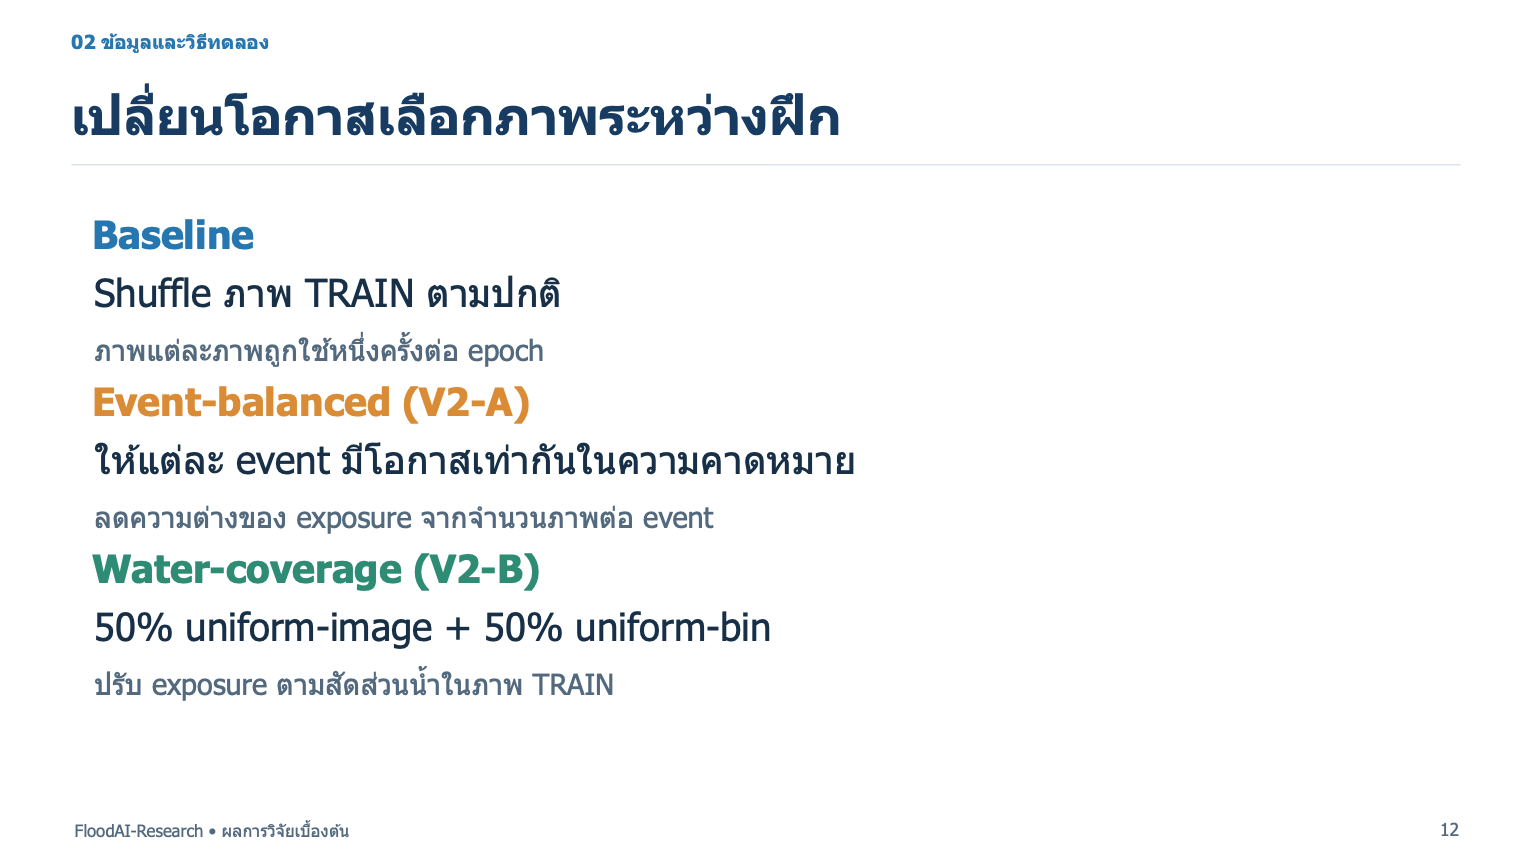 02 ข้อมูลและวิธีทดลอง
เปลี่ยนโอกาสเลือกภาพระหว่างฝึก
Baseline
Shuffle ภาพ TRAIN ตามปกติ
ภาพแต่ละภาพถูกใช้หนึ่งครั้งต่อ epoch
Event-balanced (V2-A)
ให้แต่ละ event มีโอกาสเท่ากันในความคาดหมาย
ลดความต่างของ exposure จากจำนวนภาพต่อ event
Water-coverage (V2-B)
50% uniform-image + 50% uniform-bin
ปรับ exposure ตามสัดส่วนน้ำในภาพ TRAIN
FloodAI-Research • ผลการวิจัยเบื้องต้น
12